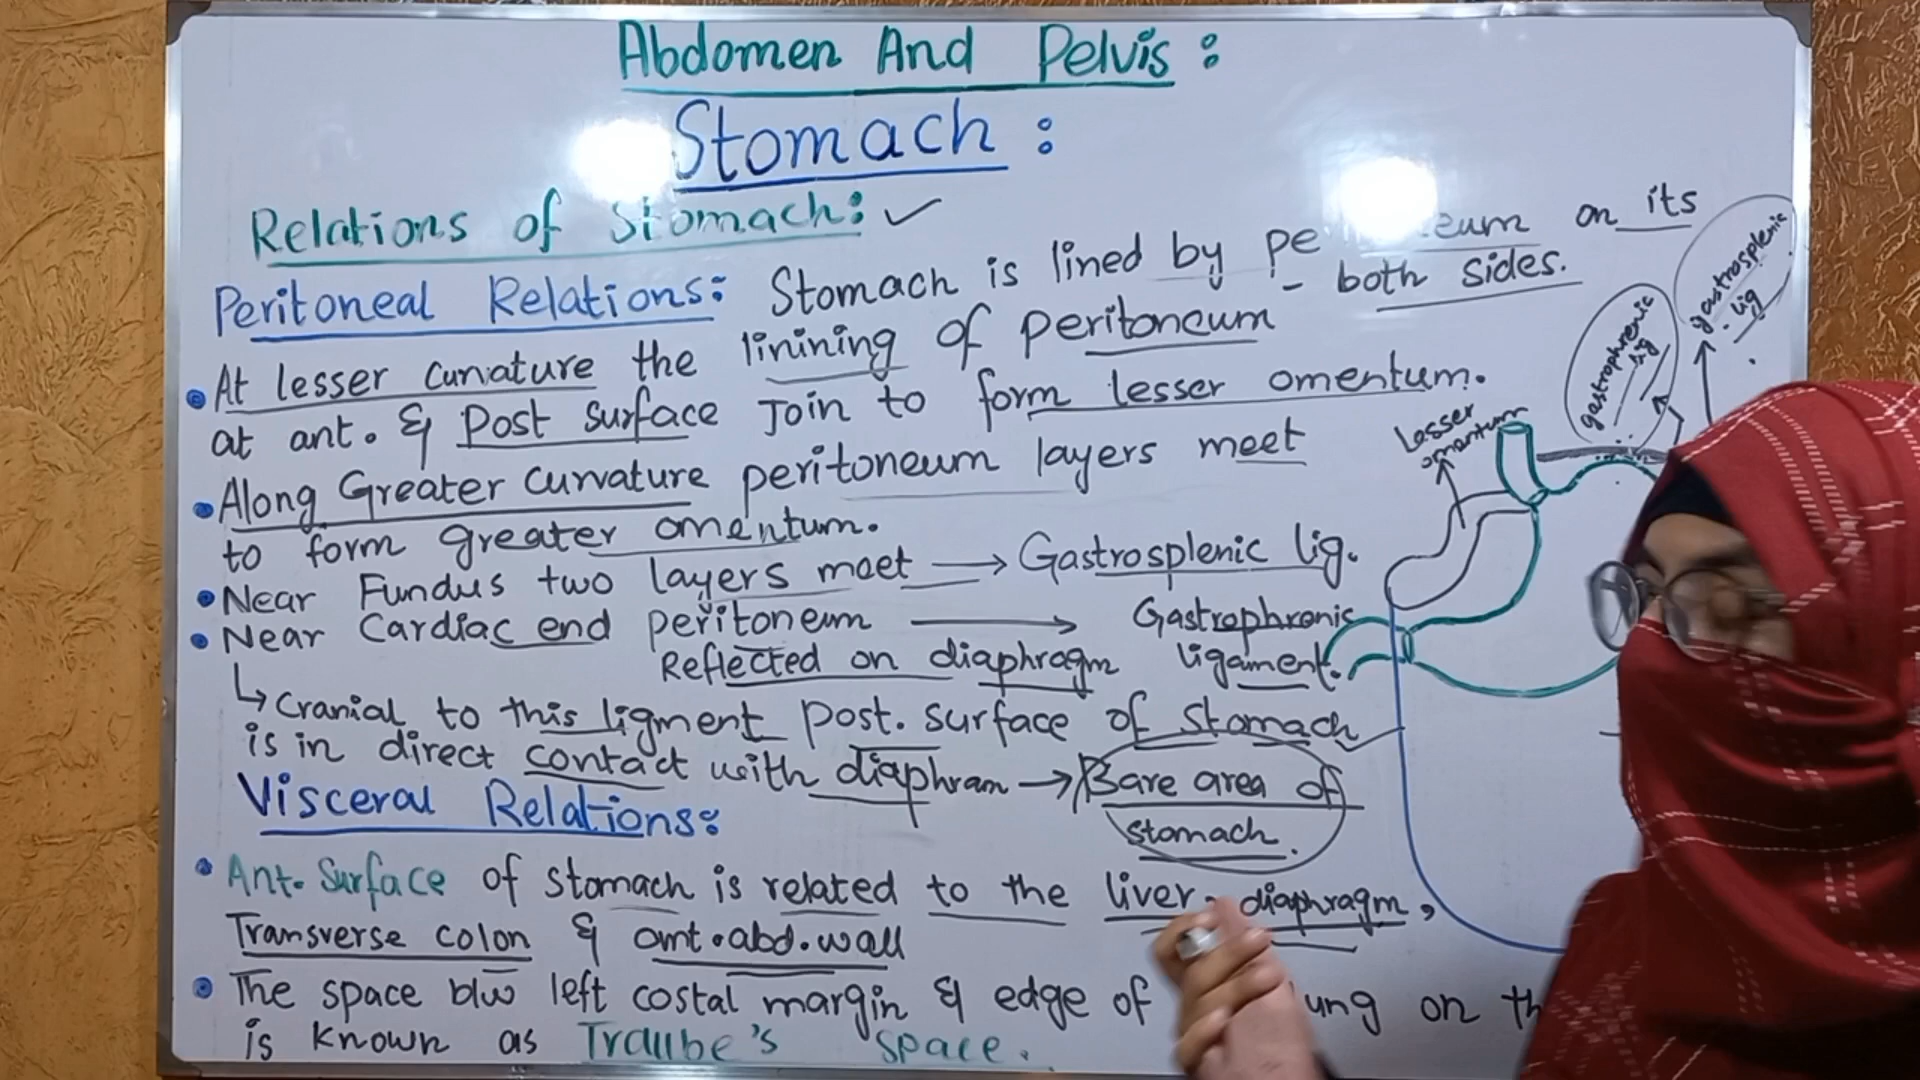 Abdomen And Pelvis :
Stomach :
Relations of Stomach: ✓
Peritoneal Relations: Stomach is lined by pe eum on its
- both sides.
At lesser curvature the linining of peritoneum
at ant. & Post surface Join to form lesser omentum.
Along Greater Curvature peritoneum layers meet
to form greater omentum.
Near Fundus two layers meet → Gastrosplenic lig.
Near Cardiac end peritoneum → Gastrophrenic
Reflected on diaphragm ligament.
↳ Cranial to this ligment post. surface of stomach
is in direct contact with diaphram → Bare area of
stomach.
Visceral Relations:
Ant. Surface of stomach is related to the liver, diaphragm,
Transverse colon & ant. abd. wall
The space b/w left costal margin & edge of lung on th
is known as Traube's space.
Lesser
omentum
gastrophrenic
lig
gastrosplenic
- lig